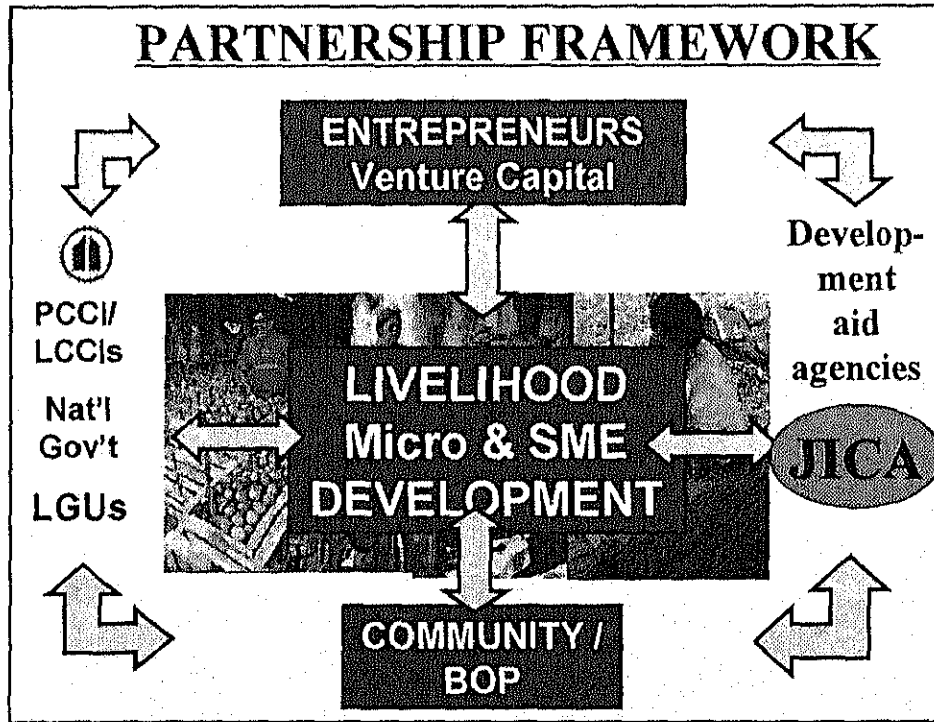 PARTNERSHIP FRAMEWORK
ENTREPRENEURS
Venture Capital
PCCI/
LCCIs
Nat'l
Gov't
LGUs
LIVELIHOOD
Micro & SME
DEVELOPMENT
Develop-
ment
aid
agencies
JICA
COMMUNITY /
BOP